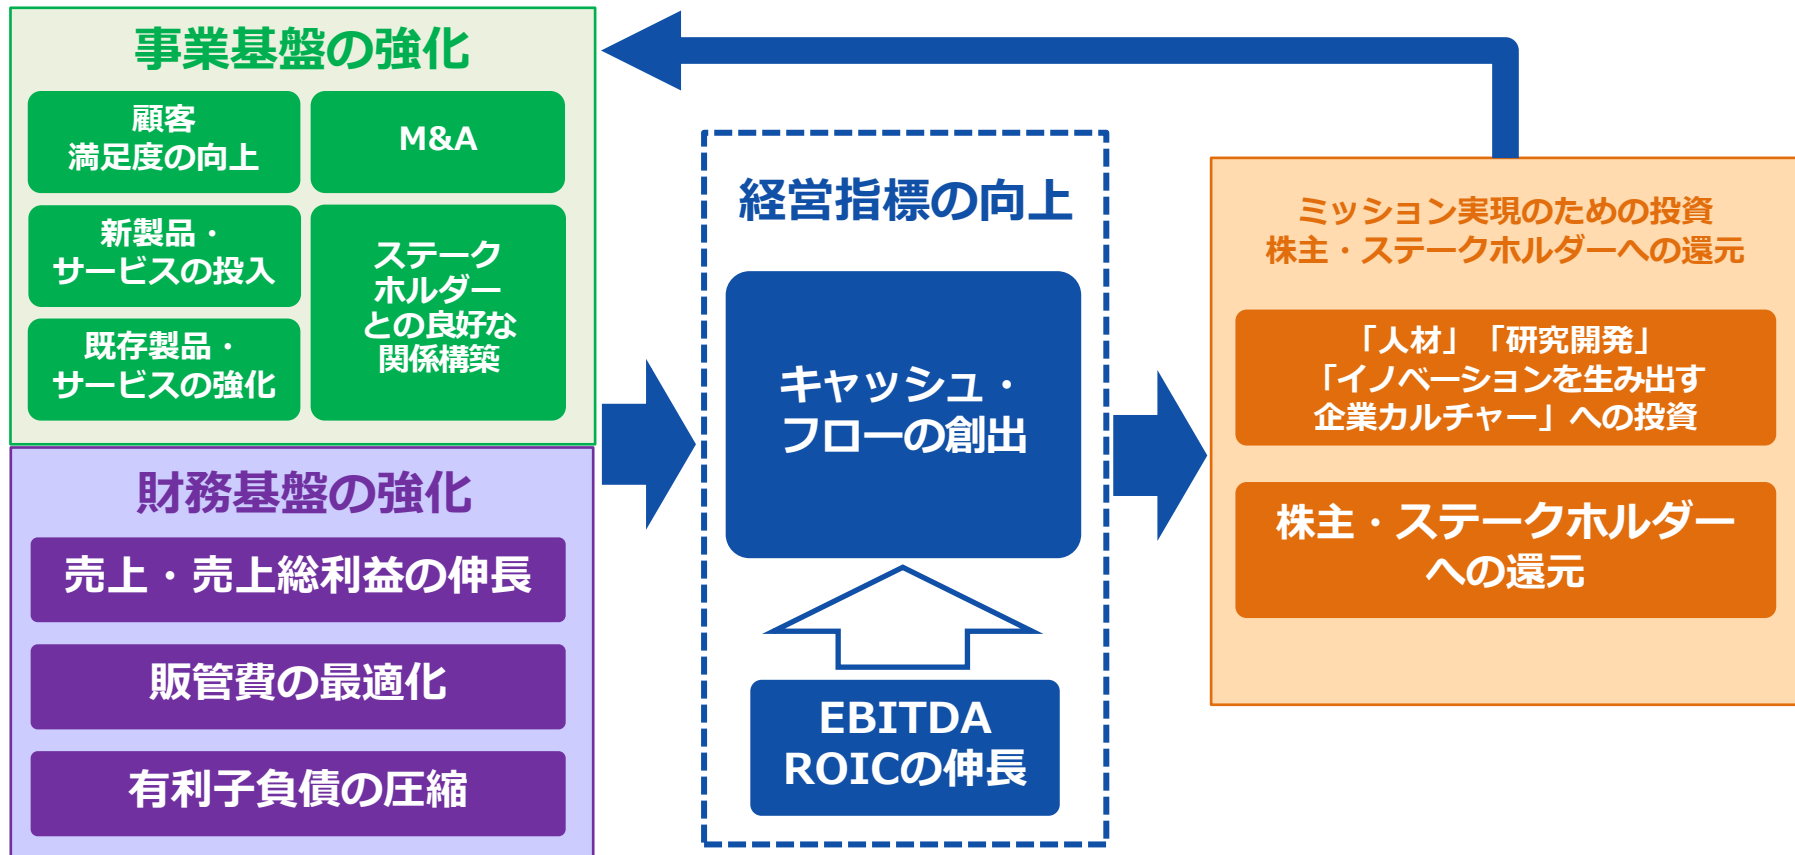 事業基盤の強化
顧客
満足度の向上
M&A
新製品・
サービスの投入
ステーク
ホルダー
との良好な
関係構築
既存製品・
サービスの強化
財務基盤の強化
売上・売上総利益の伸長
販管費の最適化
有利子負債の圧縮
経営指標の向上
キャッシュ・
フローの創出
EBITDA
ROICの伸長
ミッション実現のための投資
株主・ステークホルダーへの還元
「人材」「研究開発」
「イノベーションを生み出す
企業カルチャー」への投資
株主・ステークホルダー
への還元